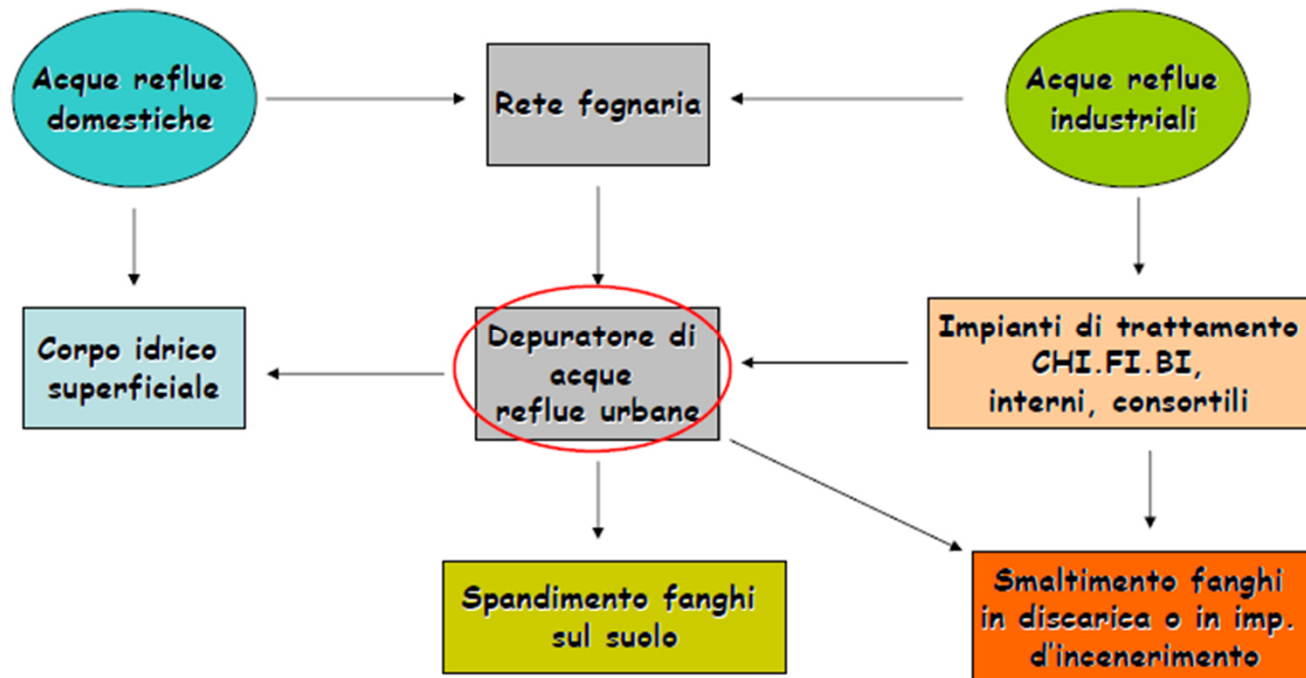 Acque reflue
domestiche
Rete fognaria
Acque reflue
industriali
Corpo idrico
superficiale
Depuratore di
acque
reflue urbane
Impianti di trattamento
CHI.FI.BI,
interni, consortili
Spandimento fanghi
sul suolo
Smaltimento fanghi
in discarica o in imp.
d'incenerimento